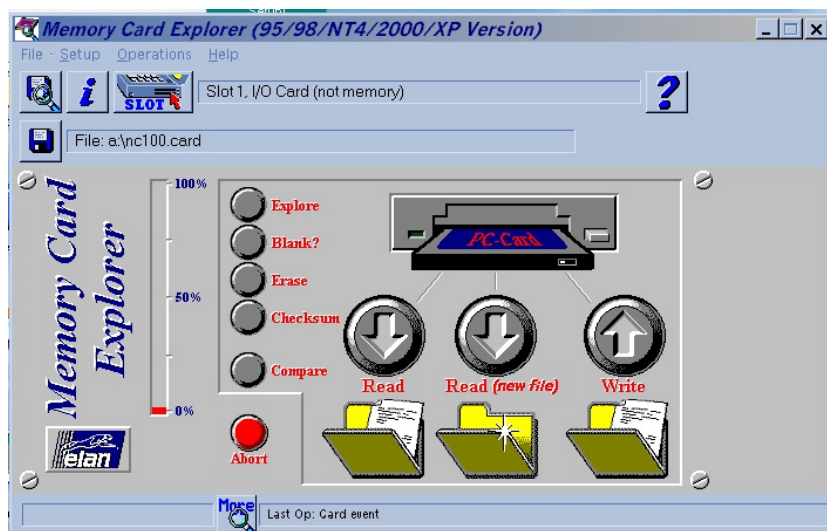 Memory Card Explorer (95/98/NT4/2000/XP Version)
File - Setup Operations Help
SLOT
Slot 1, I/O Card (not memory)
File: a:\nc100.card
Memory Card
Explorer
100%
50%
0%
Explore
Blank?
Erase
Checksum
Compare
Abort
PC-Card
Read
Read (new file)
Write
elan
More
Last Op: Card event